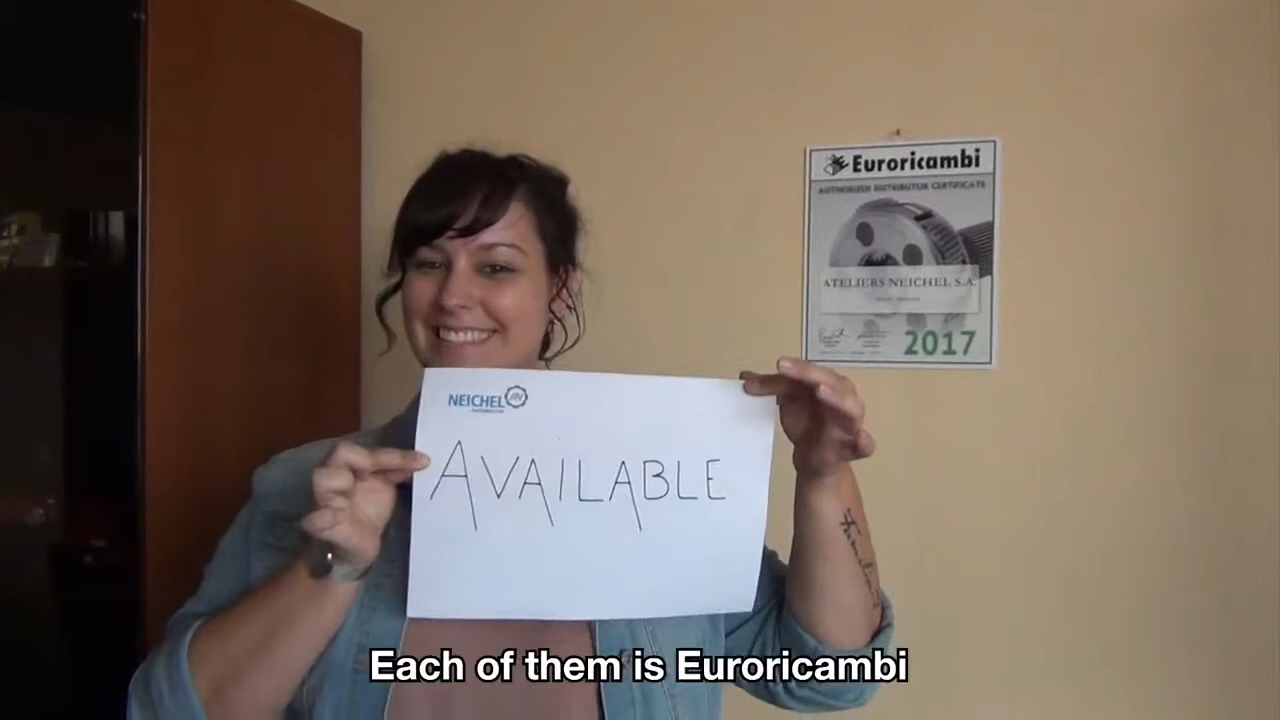 Euroricambi
AUTHORIZED DISTRIBUTOR CERTIFICATE
ATELIERS NEICHEL S.A.
2017
NEICHEL
AVAILABLE
Each of them is Euroricambi